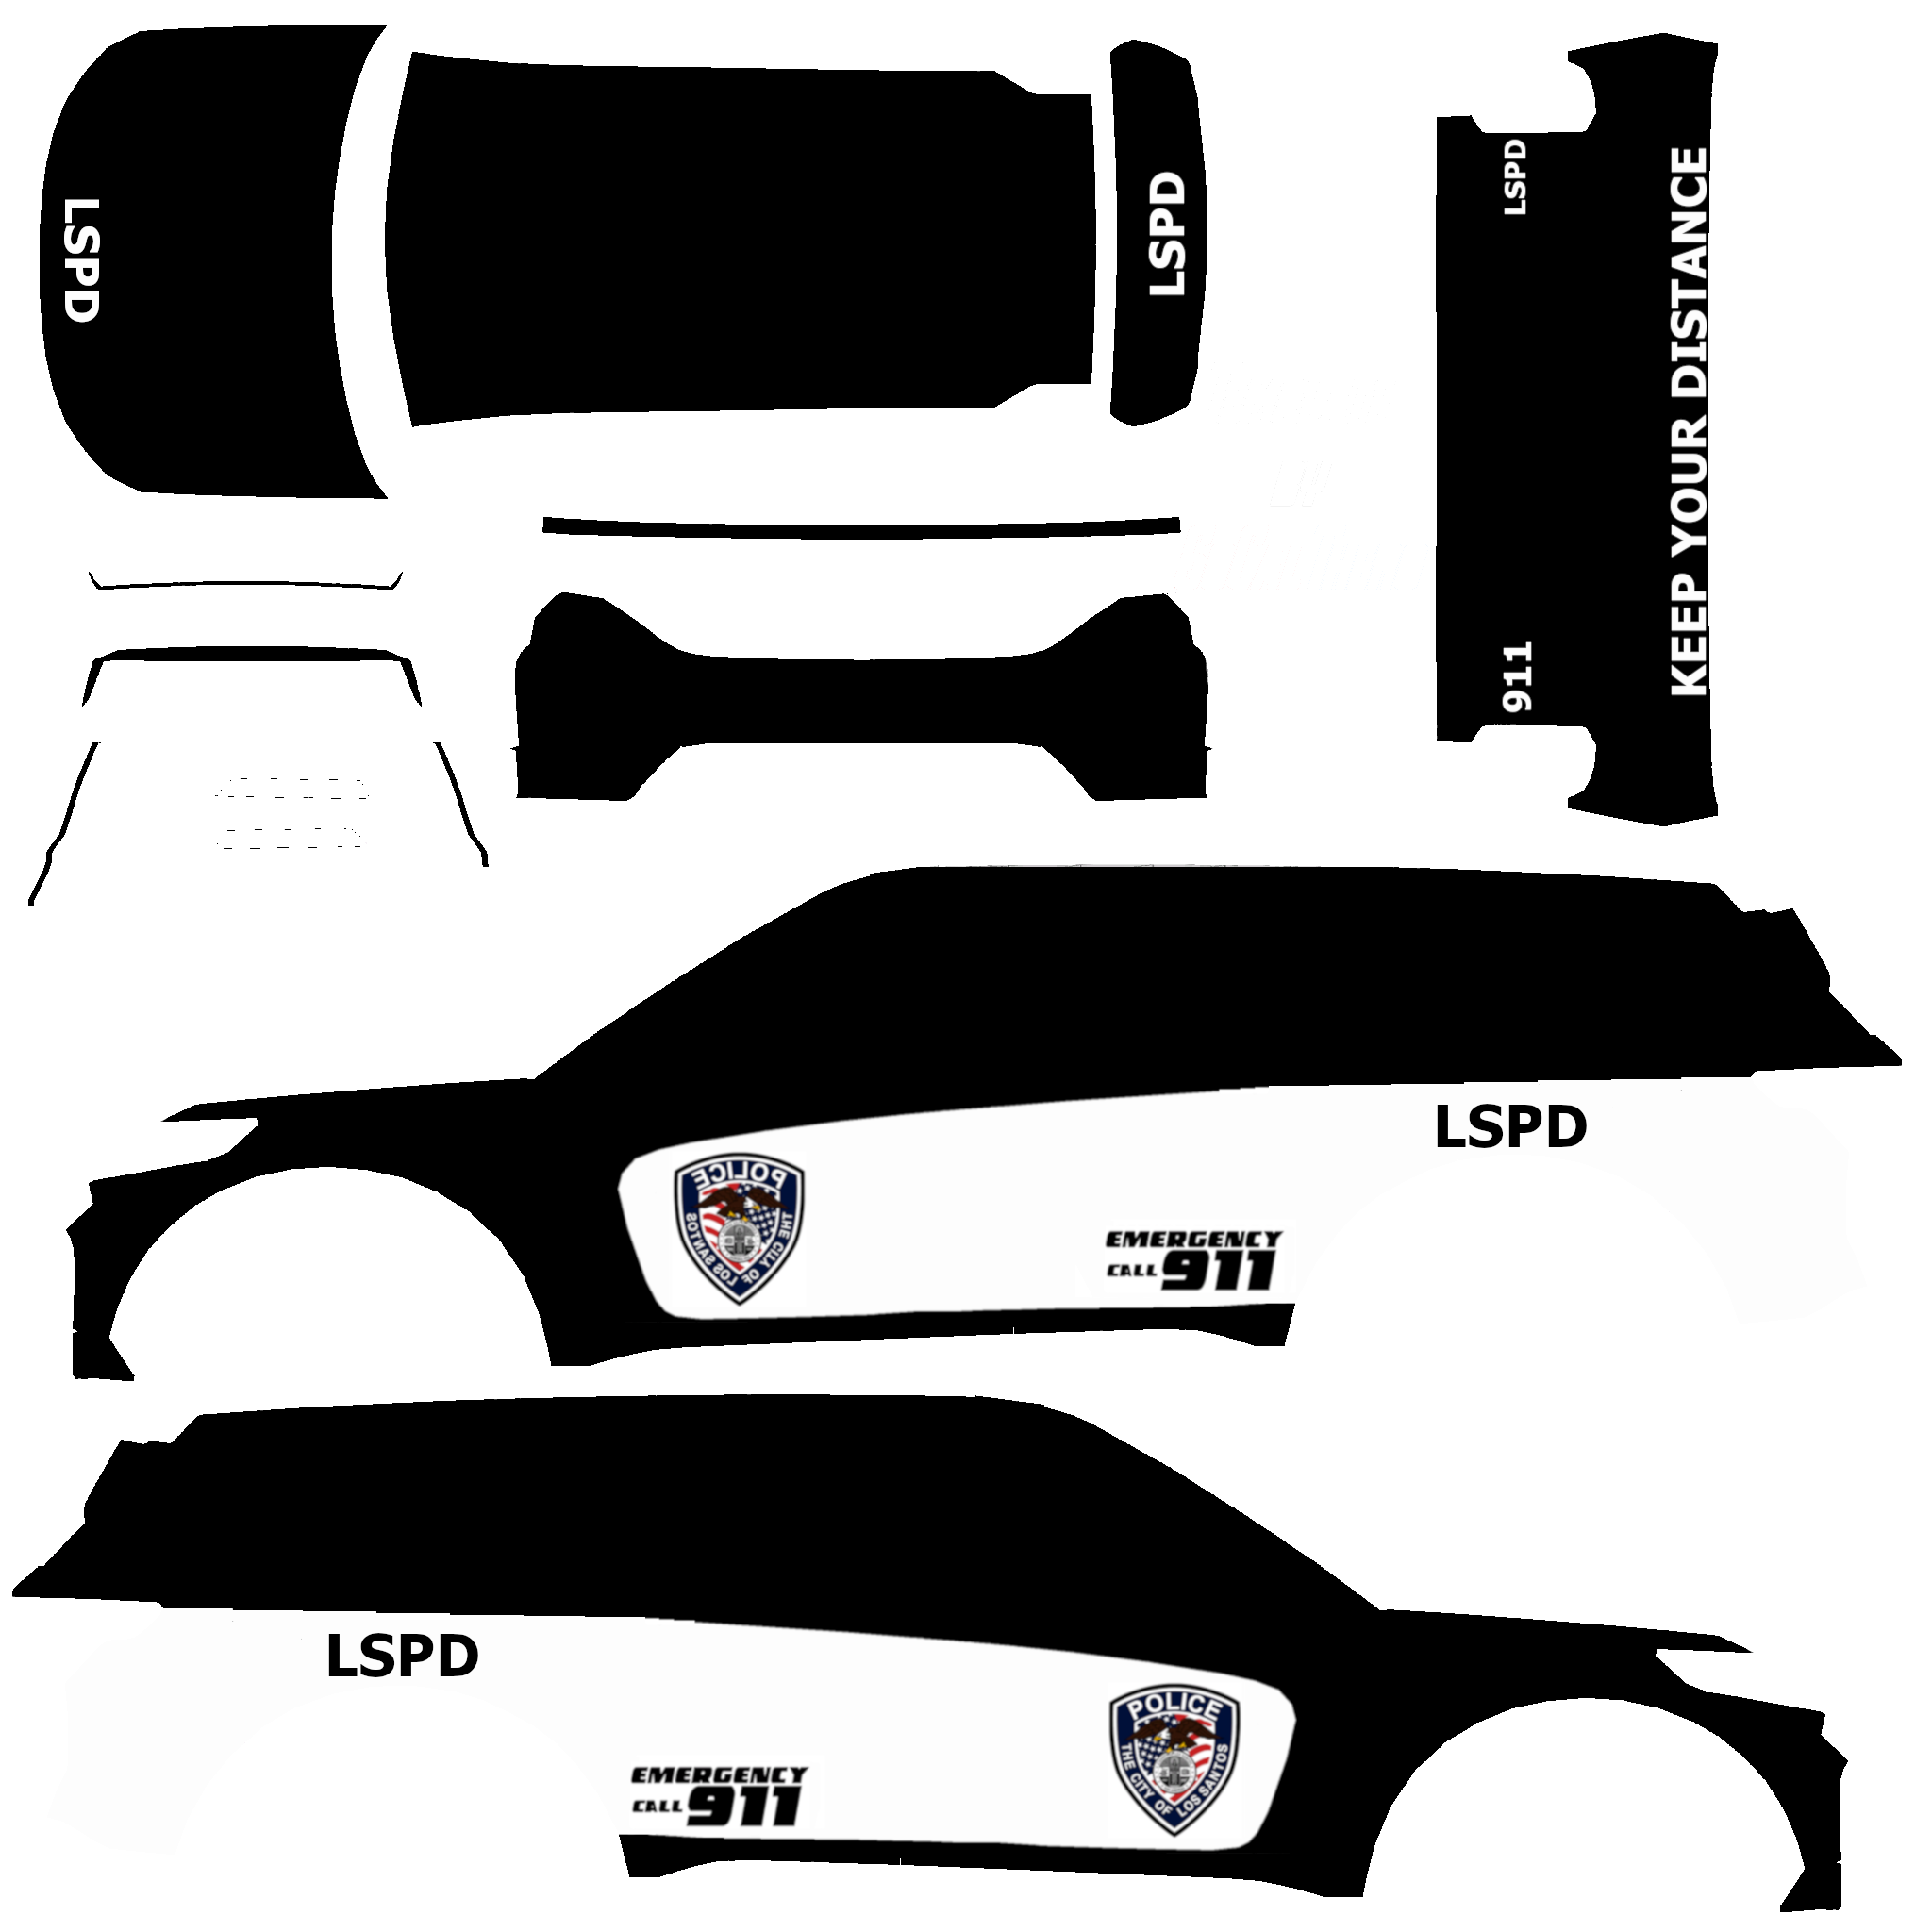 LSPD
LSPD
LSPD
KEEP YOUR DISTANCE
911
LSPD
POLICE
THE CITY OF LOS SANTOS
EMERGENCY
CALL 911
LSPD
POLICE
THE CITY OF LOS SANTOS
EMERGENCY
CALL 911